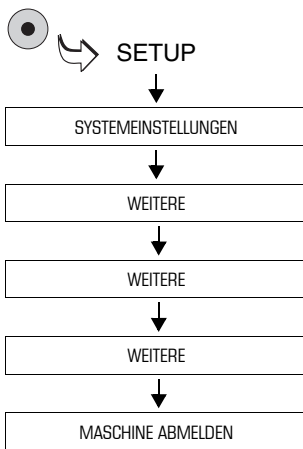 SETUP
SYSTEMEINSTELLUNGEN
WEITERE
WEITERE
WEITERE
MASCHINE ABMELDEN